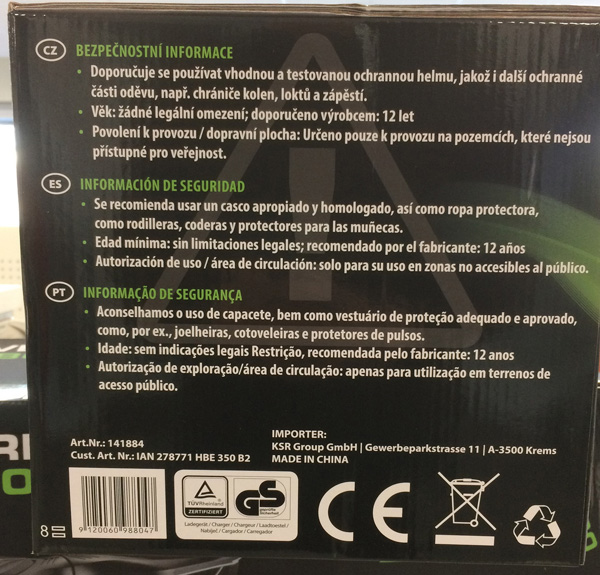 CZ BEZPEČNOSTNÍ INFORMACE
• Doporučuje se používat vhodnou a testovanou ochrannou helmu, jakož i další ochranné
části oděvu, např. chrániče kolen, loktů a zápěstí.
• Věk: žádné legální omezení; doporučeno výrobcem: 12 let
• Povolení k provozu / dopravní plocha: Určeno pouze k provozu na pozemcích, které nejsou
přístupné pro veřejnost.
ES INFORMACIÓN DE SEGURIDAD
• Se recomienda usar un casco apropiado y homologado, así como ropa protectora,
como rodilleras, coderas y protectores para las muñecas.
• Edad mínima: sin limitaciones legales; recomendado por el fabricante: 12 años
• Autorización de uso / área de circulación: solo para su uso en zonas no accesibles al público.
PT INFORMAÇÃO DE SEGURANÇA
• Aconselhamos o uso de capacete, bem como vestuário de proteção adequado e aprovado,
como, por ex., joelheiras, cotoveleiras e protetores de pulsos.
• Idade: sem indicações legais Restrição, recomendada pelo fabricante: 12 anos
• Autorização de exploração/área de circulação: apenas para utilização em terrenos de
acesso público.
Art.Nr.: 141884
Cust. Art. Nr.: IAN 278771 HBE 350 B2
IMPORTER:
KSR Group GmbH | Gewerbeparkstrasse 11 | A-3500 Krems
MADE IN CHINA
8
9 120060 988047
TÜVRheinland
ZERTIFIZIERT
GS
geprüfte
Sicherheit
Ladegerät / Charger / Chargeur / Laadtoestel /
Nabíječ / Cargador / Carregador
CE